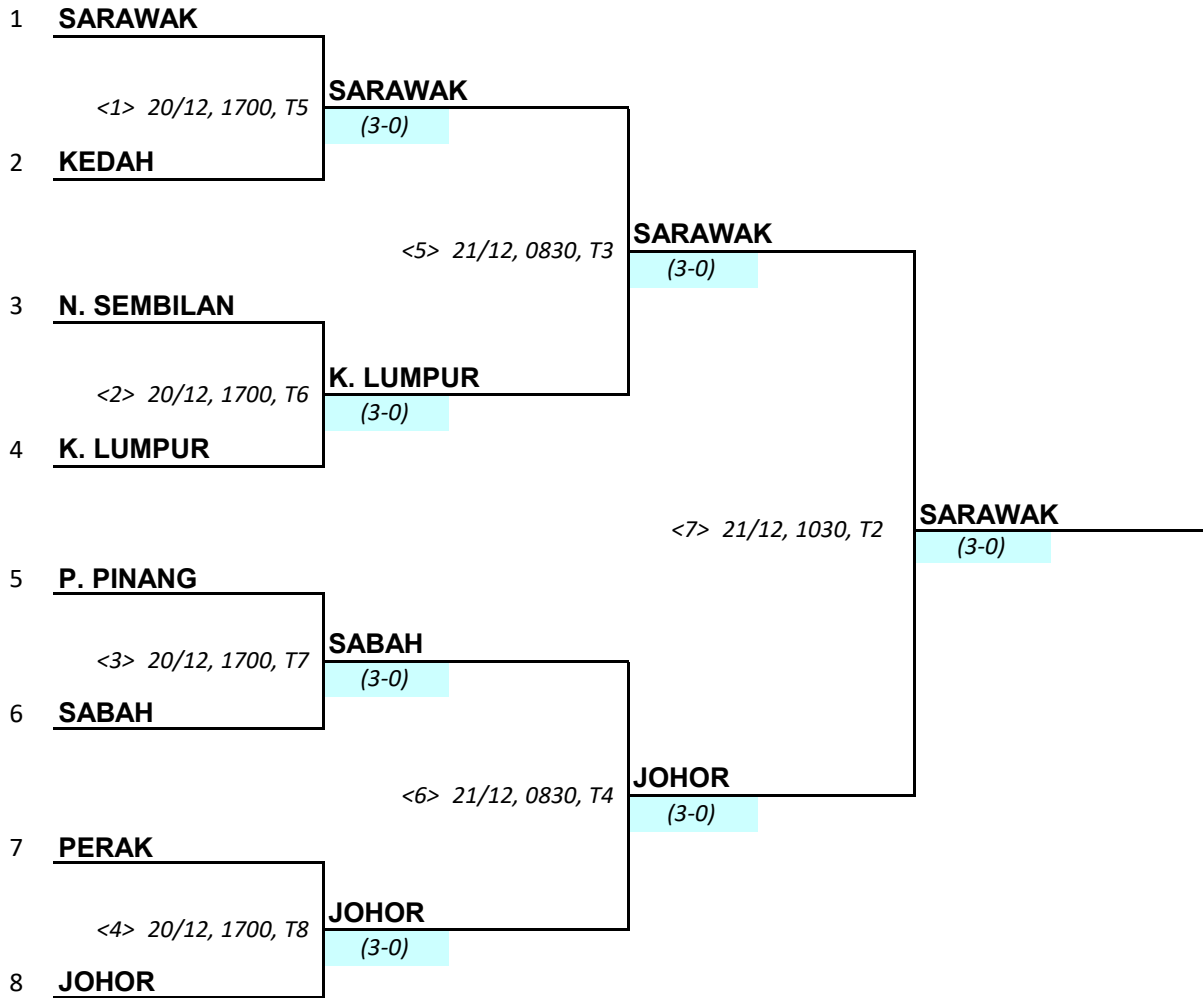 1 SARAWAK
<1> 20/12, 1700, T5 SARAWAK
(3-0)
2 KEDAH
<5> 21/12, 0830, T3 SARAWAK
(3-0)
3 N. SEMBILAN
<2> 20/12, 1700, T6 K. LUMPUR
(3-0)
4 K. LUMPUR
<7> 21/12, 1030, T2 SARAWAK
(3-0)
5 P. PINANG
<3> 20/12, 1700, T7 SABAH
(3-0)
6 SABAH
<6> 21/12, 0830, T4 JOHOR
(3-0)
7 PERAK
<4> 20/12, 1700, T8 JOHOR
(3-0)
8 JOHOR